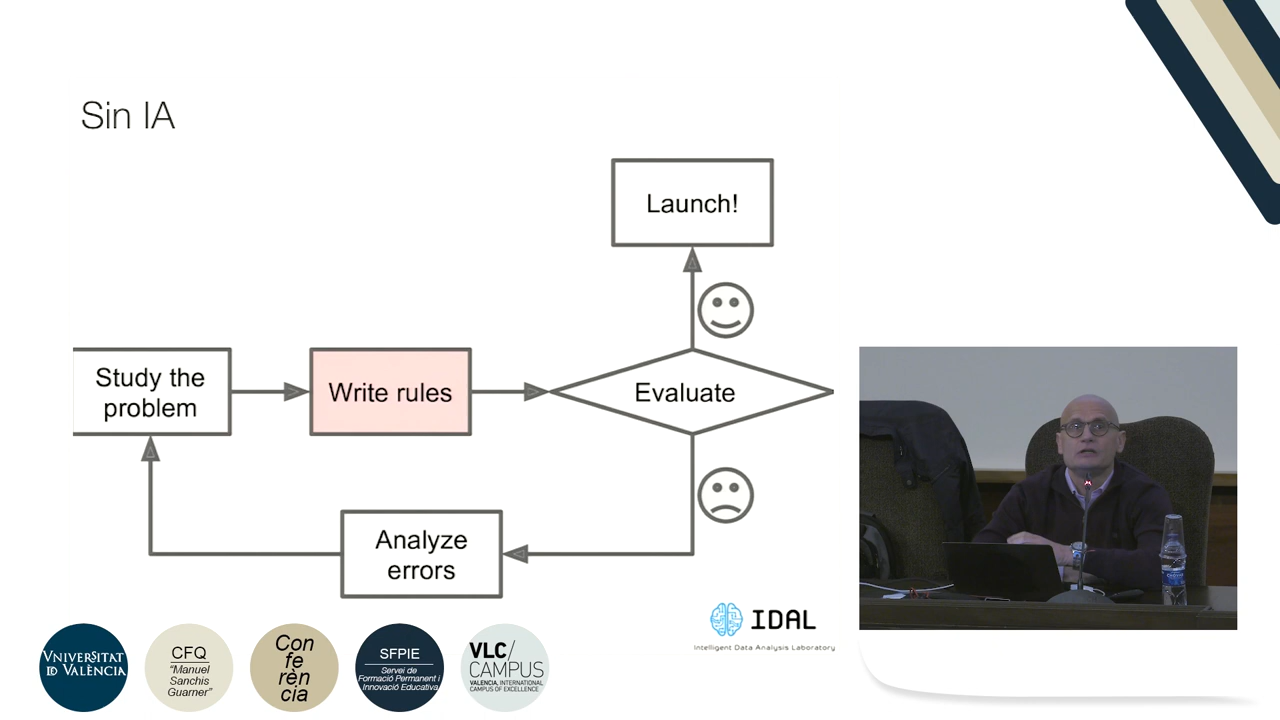 Sin IA
Launch!
Study the
problem
Write rules
Evaluate
Analyze
errors
IDAL
Intelligent Data Analysis Laboratory
VNIVERSITAT
ID VALÈNCIA
CFQ
"Manuel
Sanchis
Guarner"
Con
fe
rèn
cia
SFPIE
Servei de
Formació Permanent i
Innovació Educativa
VLC/
CAMPUS
VALENCIA, INTERNATIONAL
CAMPUS OF EXCELLENCE